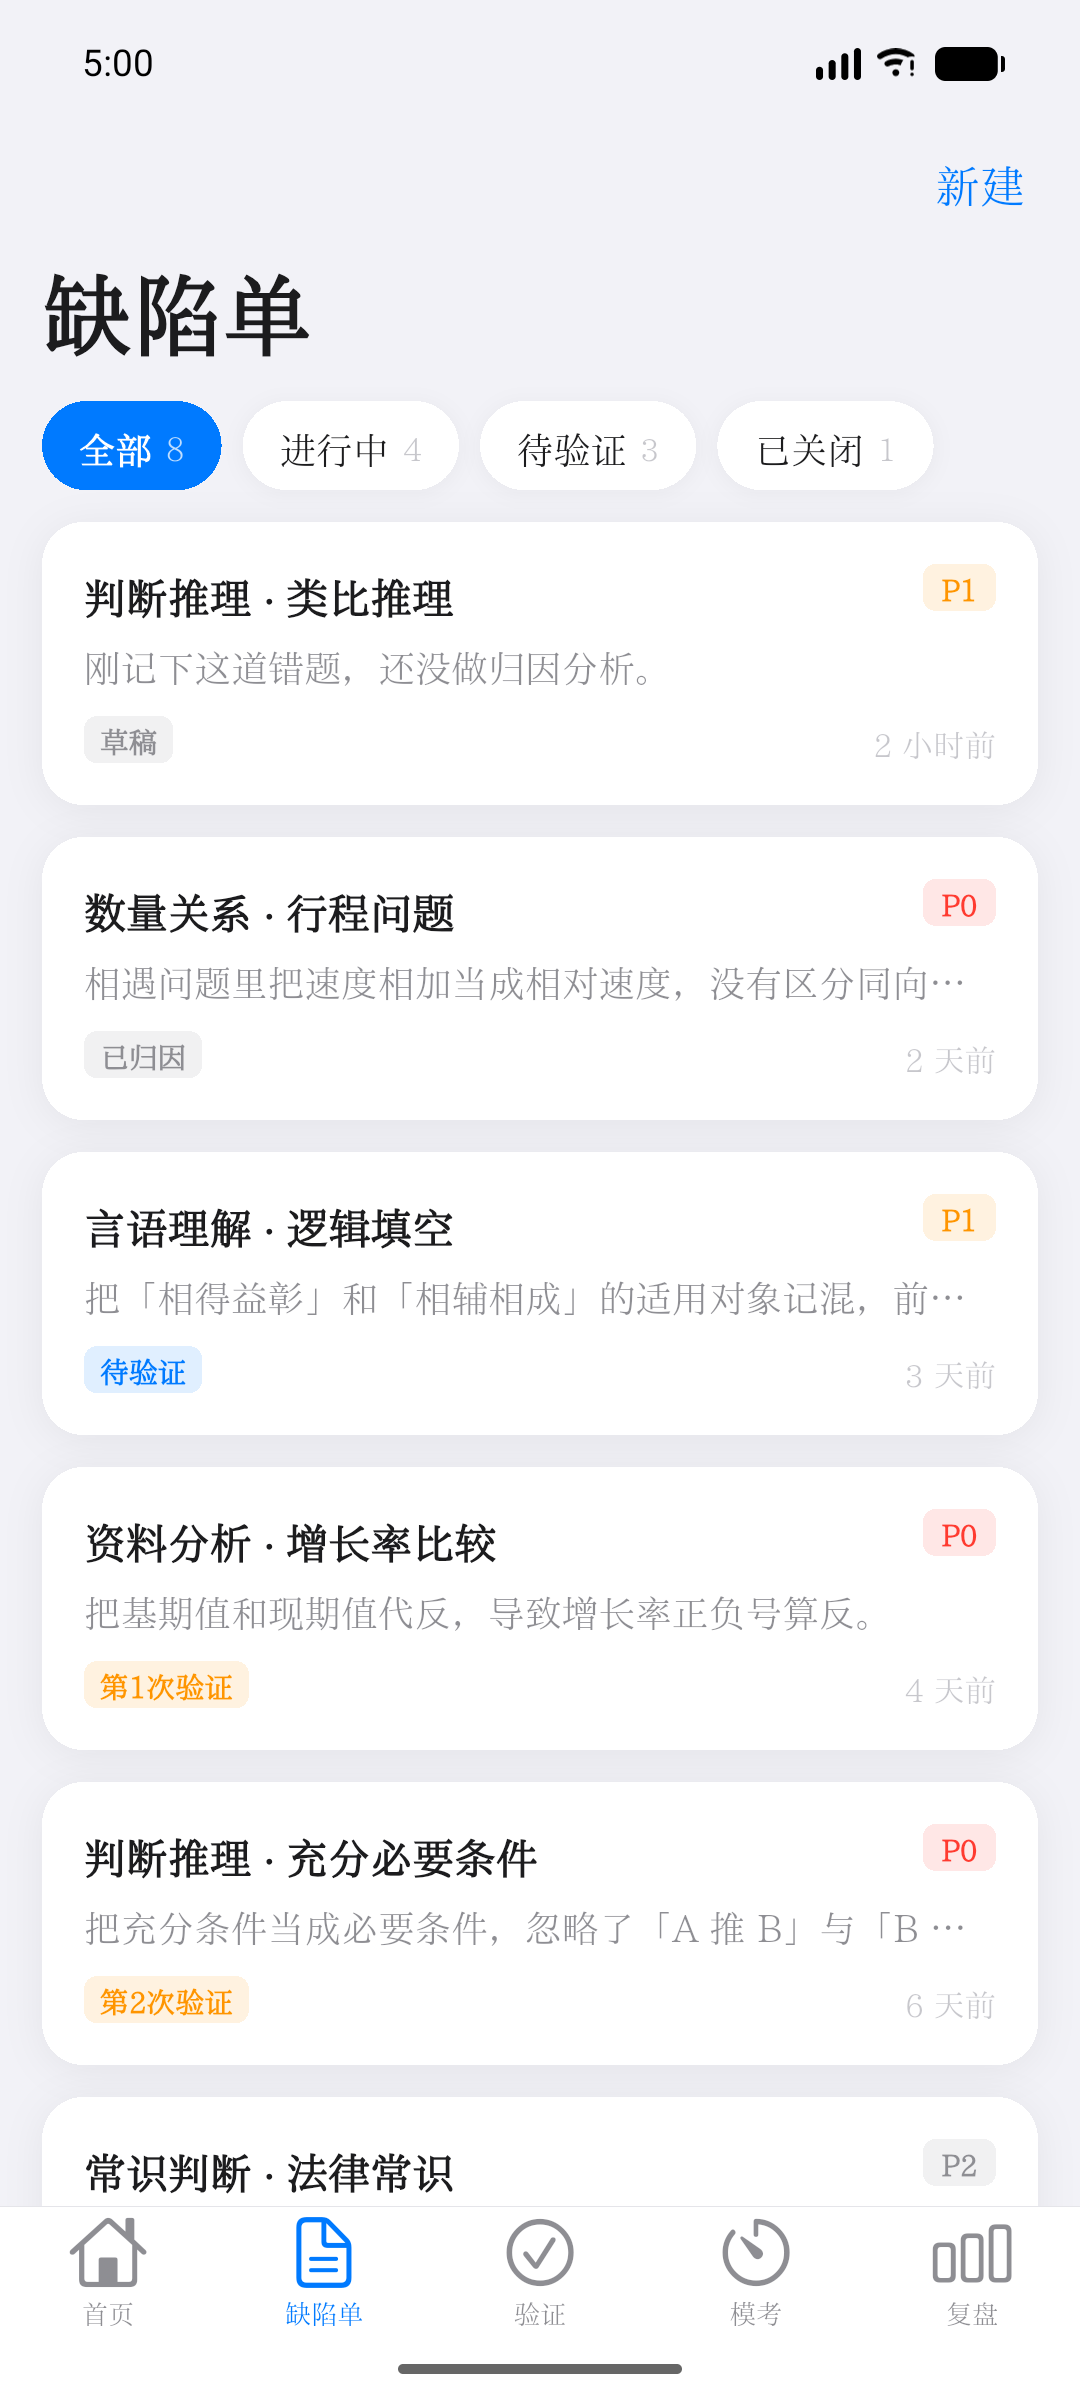 5:00
新建
缺陷单
全部 8
进行中 4
待验证 3
已关闭 1
判断推理 · 类比推理
P1
刚记下这道错题，还没做归因分析。
草稿
2 小时前
数量关系 · 行程问题
P0
相遇问题里把速度相加当成相对速度，没有区分同向…
已归因
2 天前
言语理解 · 逻辑填空
P1
把「相得益彰」和「相辅相成」的适用对象记混，前…
待验证
3 天前
资料分析 · 增长率比较
P0
把基期值和现期值代反，导致增长率正负号算反。
第1次验证
4 天前
判断推理 · 充分必要条件
P0
把充分条件当成必要条件，忽略了「A 推 B」与「B …
第2次验证
6 天前
常识判断 · 法律常识
P2
首页
缺陷单
验证
模考
复盘